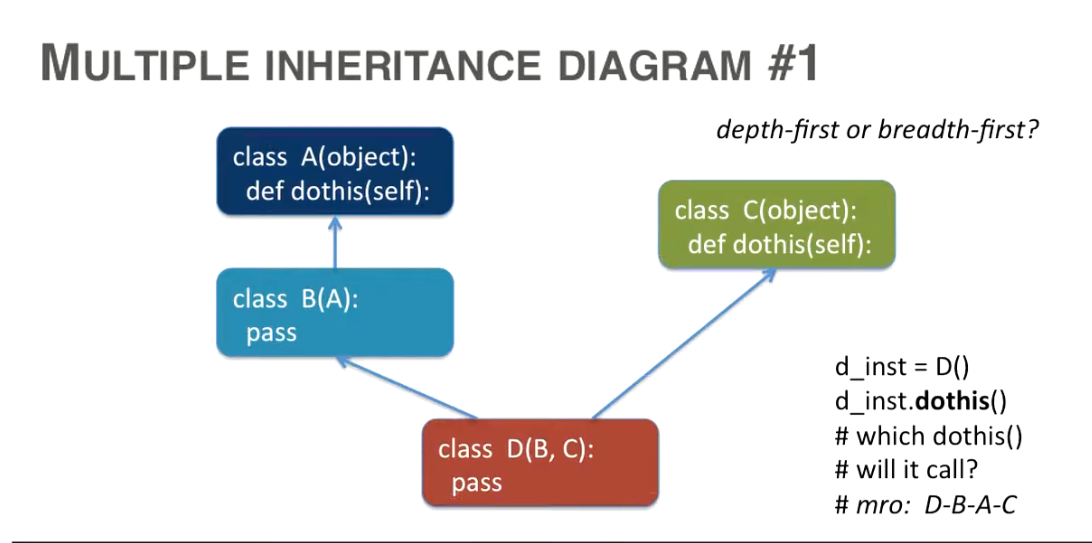 MULTIPLE INHERITANCE DIAGRAM #1
depth-first or breadth-first?
class A(object):
def dothis(self):
class C(object):
def dothis(self):
class B(A):
pass
class D(B, C):
pass
d_inst = D()
d_inst.dothis()
# which dothis()
# will it call?
# mro: D-B-A-C